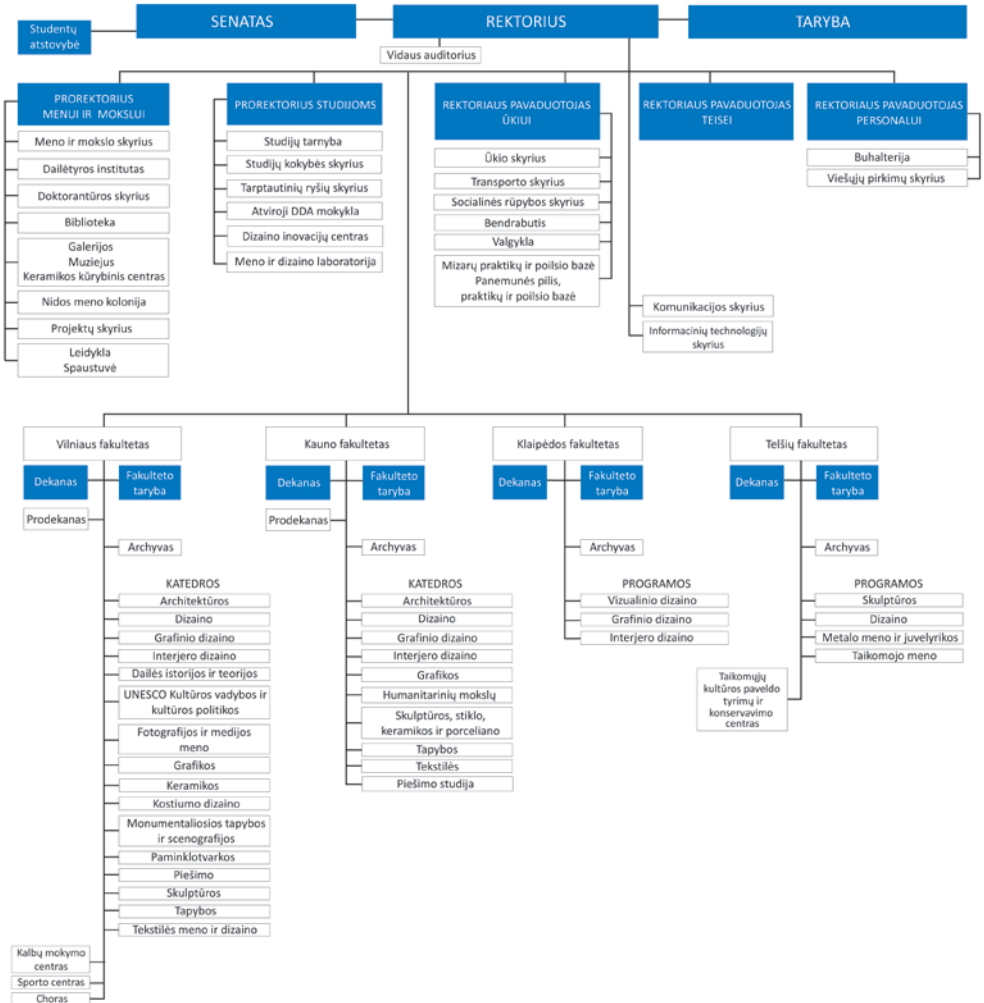 SENATAS
REKTORIUS
TARYBA
Studentų
atstovybė
Vidaus auditorius
PROREKTORIUS
MENUI IR MOKSLUI
Meno ir mokslo skyrius
Dailėtyros institutas
Doktorantūros skyrius
Biblioteka
Galerijos
Muziejus
Keramikos kūrybinis centras
Nidos meno kolonija
Projektų skyrius
Leidykla
Spaustuvė
PROREKTORIUS STUDIJOMS
Studijų tarnyba
Studijų kokybės skyrius
Tarptautinių ryšių skyrius
Atviroji DDA mokykla
Dizaino inovacijų centras
Meno ir dizaino laboratorija
REKTORIAUS PAVADUOTOJAS
ŪKIUI
Ūkio skyrius
Transporto skyrius
Socialinės rūpybos skyrius
Bendrabutis
Valgykla
Mizarų praktikų ir poilsio bazė
Panemunės pilis,
praktikų ir poilsio bazė
REKTORIAUS PAVADUOTOJAS
TEISEI
Komunikacijos skyrius
Informacinių technologijų
skyrius
REKTORIAUS PAVADUOTOJAS
PERSONALUI
Buhalterija
Viešųjų pirkimų skyrius
Vilniaus fakultetas
Dekanas
Fakulteto
taryba
Prodekanas
Archyvas
KATEDROS
Architektūros
Dizaino
Grafinio dizaino
Interjero dizaino
Dailės istorijos ir teorijos
UNESCO Kultūros vadybos ir
kultūros politikos
Fotografijos ir medijos
meno
Grafikos
Keramikos
Kostiumo dizaino
Monumentaliosios tapybos
ir scenografijos
Paminklotvarkos
Piešimo
Skulptūros
Tapybos
Tekstilės meno ir dizaino
Kalbų mokymo
centras
Sporto centras
Choras
Kauno fakultetas
Dekanas
Fakulteto
taryba
Prodekanas
Archyvas
KATEDROS
Architektūros
Dizaino
Grafinio dizaino
Interjero dizaino
Grafikos
Humanitarinių mokslų
Skulptūros, stiklo,
keramikos ir porceliano
Tapybos
Tekstilės
Piešimo studija
Klaipėdos fakultetas
Dekanas
Fakulteto
taryba
Archyvas
PROGRAMOS
Vizualinio dizaino
Grafinio dizaino
Interjero dizaino
Telšių fakultetas
Dekanas
Fakulteto
taryba
Archyvas
PROGRAMOS
Skulptūros
Dizaino
Metalo meno ir juvelyrikos
Taikomojo meno
Taikomųjų
kultūros paveldo
tyrimų ir
konservavimo
centras